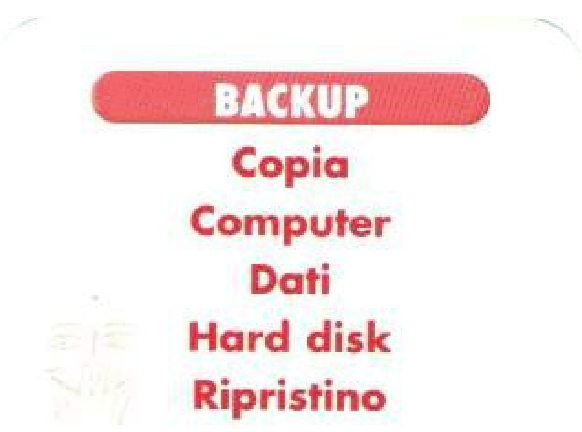 BACKUP
Copia
Computer
Dati
Hard disk
Ripristino